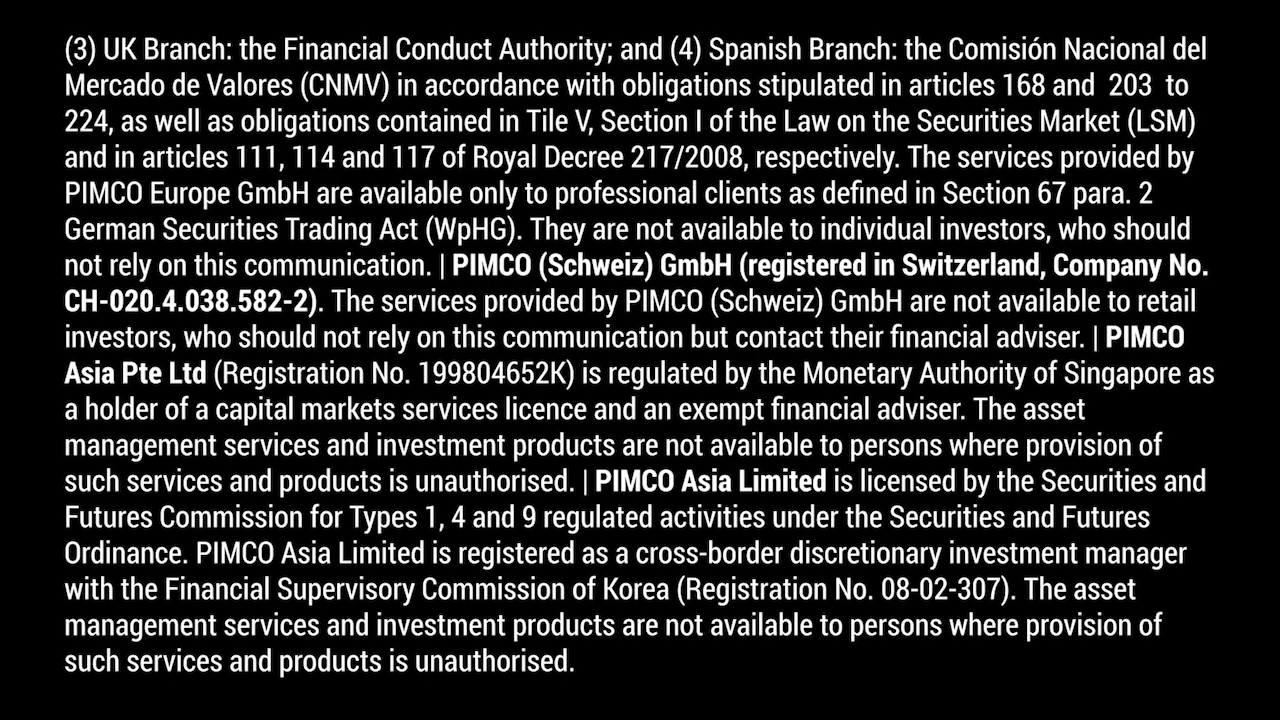 (3) UK Branch: the Financial Conduct Authority; and (4) Spanish Branch: the Comisión Nacional del
Mercado de Valores (CNMV) in accordance with obligations stipulated in articles 168 and  203  to
224, as well as obligations contained in Tile V, Section I of the Law on the Securities Market (LSM)
and in articles 111, 114 and 117 of Royal Decree 217/2008, respectively. The services provided by
PIMCO Europe GmbH are available only to professional clients as defined in Section 67 para. 2
German Securities Trading Act (WpHG). They are not available to individual investors, who should
not rely on this communication. | PIMCO (Schweiz) GmbH (registered in Switzerland, Company No.
CH-020.4.038.582-2). The services provided by PIMCO (Schweiz) GmbH are not available to retail
investors, who should not rely on this communication but contact their financial adviser. | PIMCO
Asia Pte Ltd (Registration No. 199804652K) is regulated by the Monetary Authority of Singapore as
a holder of a capital markets services licence and an exempt financial adviser. The asset
management services and investment products are not available to persons where provision of
such services and products is unauthorised. | PIMCO Asia Limited is licensed by the Securities and
Futures Commission for Types 1, 4 and 9 regulated activities under the Securities and Futures
Ordinance. PIMCO Asia Limited is registered as a cross-border discretionary investment manager
with the Financial Supervisory Commission of Korea (Registration No. 08-02-307). The asset
management services and investment products are not available to persons where provision of
such services and products is unauthorised.